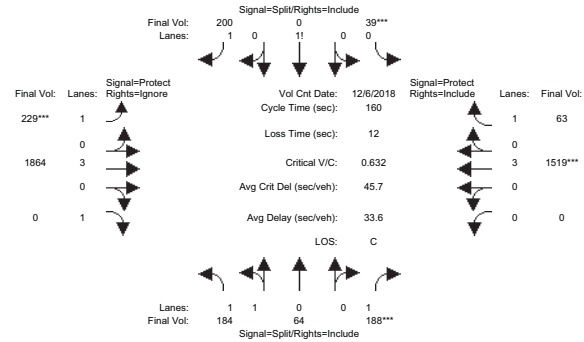 Signal=Split/Rights=Include
Final Vol: 200 0 39***
Lanes: 1 0 1! 0 0
Signal=Protect
Final Vol: Lanes: Rights=Ignore
Vol Cnt Date: 12/6/2018
Signal=Protect
Rights=Include Lanes: Final Vol:
Cycle Time (sec): 160
229*** 1
1 63
Loss Time (sec): 12
0
0
1864 3
Critical V/C: 0.632
3 1519***
0
Avg Crit Del (sec/veh): 45.7
0
0 1
Avg Delay (sec/veh): 33.6
0 0
LOS: C
Lanes: 1 1 0 0 1
Final Vol: 184 64 188***
Signal=Split/Rights=Include